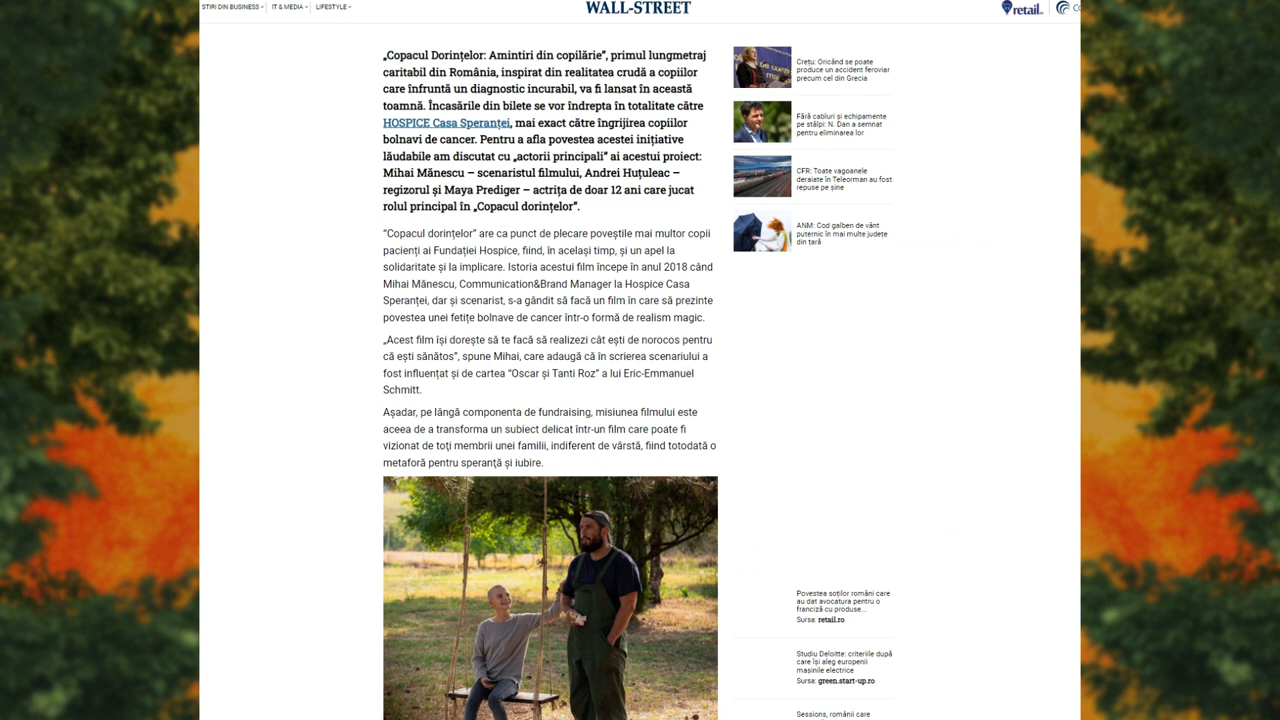 STIRI DIN BUSINESS
IT & MEDIA
LIFESTYLE
WALL-STREET
retail
„Copacul Dorințelor: Amintiri din copilărie”, primul lungmetraj
caritabil din România, inspirat din realitatea crudă a copiilor
care înfruntă un diagnostic incurabil, va fi lansat în această
toamnă. Încasările din bilete se vor îndrepta în totalitate către
HOSPICE Casa Speranței, mai exact către îngrijirea copiilor
bolnavi de cancer. Pentru a afla povestea acestei inițiative
lăudabile am discutat cu „actorii principali” ai acestui proiect:
Mihai Mănescu – scenaristul filmului, Andrei Huțuleac –
regizorul și Maya Prediger – actrița de doar 12 ani care jucat
rolul principal în „Copacul dorințelor”.
“Copacul dorințelor” are ca punct de plecare poveștile mai multor copii
pacienți ai Fundației Hospice, fiind, în același timp, și un apel la
solidaritate și la implicare. Istoria acestui film începe în anul 2018 când
Mihai Mănescu, Communication&Brand Manager la Hospice Casa
Speranței, dar și scenarist, s-a gândit să facă un film în care să prezinte
povestea unei fetițe bolnave de cancer într-o formă de realism magic.
„Acest film își dorește să te facă să realizezi cât ești de norocos pentru
că ești sănătos”, spune Mihai, care adaugă că în scrierea scenariului a
fost influențat și de cartea “Oscar și Tanti Roz” a lui Eric-Emmanuel
Schmitt.
Așadar, pe lângă componenta de fundraising, misiunea filmului este
aceea de a transforma un subiect delicat într-un film care poate fi
vizionat de toți membrii unei familii, indiferent de vârstă, fiind totodată o
metaforă pentru speranță și iubire.
Crețu: Oricând se poate
produce un accident feroviar
precum cel din Grecia
Fără cabluri și echipamente
pe stâlpi: N. Dan a semnat
pentru eliminarea lor
CFR: Toate vagoanele
deraiate în Teleorman au fost
repuse pe șine
ANM: Cod galben de vânt
puternic în mai multe județe
din țară
Povestea soților români care
au dat avocatura pentru o
franciză cu produse...
Sursa: retail.ro
Studiu Deloitte: criteriile după
care își aleg europenii
mașinile electrice
Sursa: green.start-up.ro
Sessions, românii care